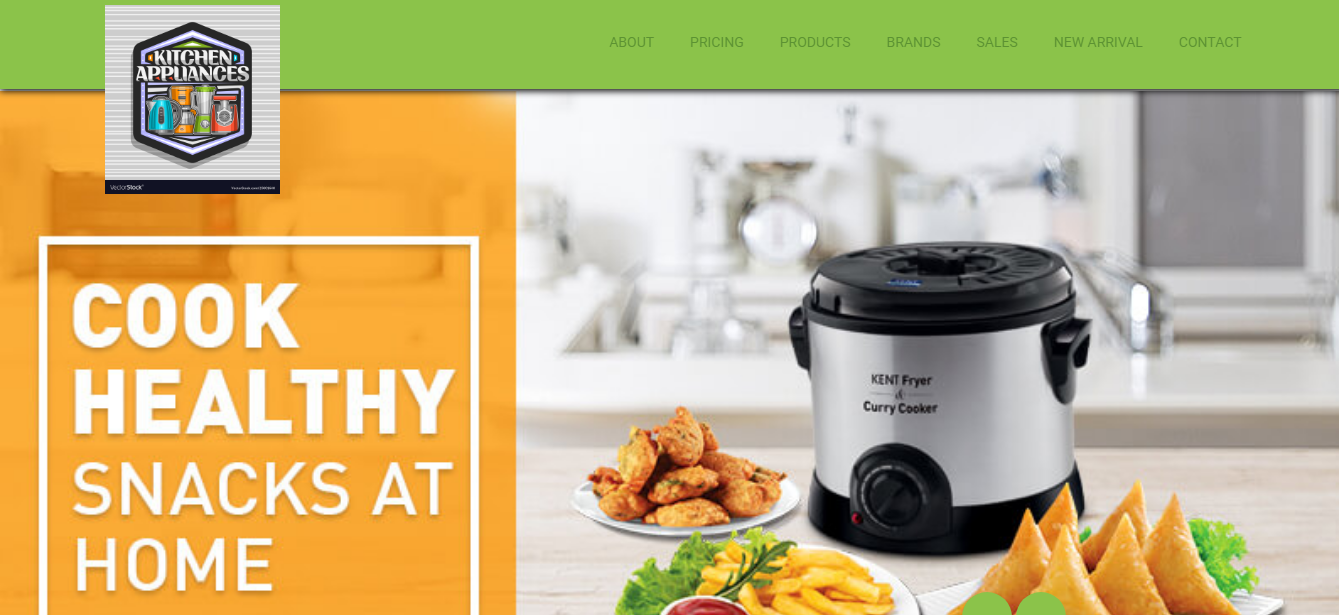 KITCHEN
APPLIANCES
VectorStock®
ABOUT
PRICING
PRODUCTS
BRANDS
SALES
NEW ARRIVAL
CONTACT
COOK
HEALTHY
SNACKS AT
HOME
KENT
KENT Fryer
&
Curry Cooker